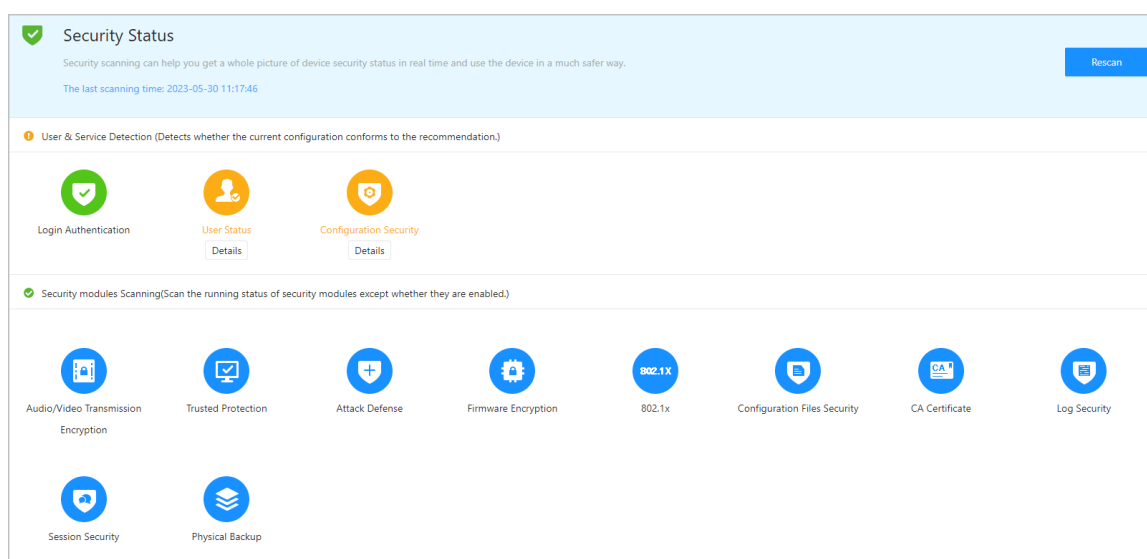 Security Status
Security scanning can help you get a whole picture of device security status in real time and use the device in a much safer way.
Rescan
The last scanning time: 2023-05-30 11:17:46
User & Service Detection (Detects whether the current configuration conforms to the recommendation.)
Login Authentication
User Status
Configuration Security
Details
Details
Security modules Scanning(Scan the running status of security modules except whether they are enabled.)
802.1X
CA
Audio/Video Transmission
Encryption
Trusted Protection
Attack Defense
Firmware Encryption
802.1x
Configuration Files Security
CA Certificate
Log Security
Session Security
Physical Backup